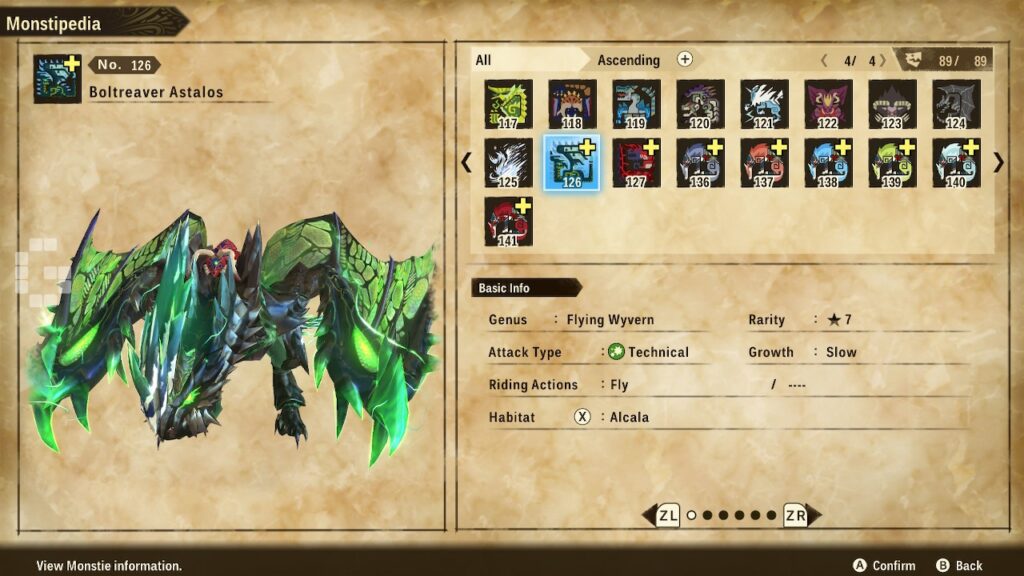 Monstipedia
No. 126
Boltreaver Astalos
All
Ascending
4/ 4
89/ 89
117 118 119 120 121 122 123 124
125 126 127 136 137 138 139 140
141
Basic Info
Genus : Flying Wyvern
Rarity : ★7
Attack Type : Technical
Growth : Slow
Riding Actions : Fly / ----
Habitat X : Alcala
ZL ZR
View Monstie information.
A Confirm B Back